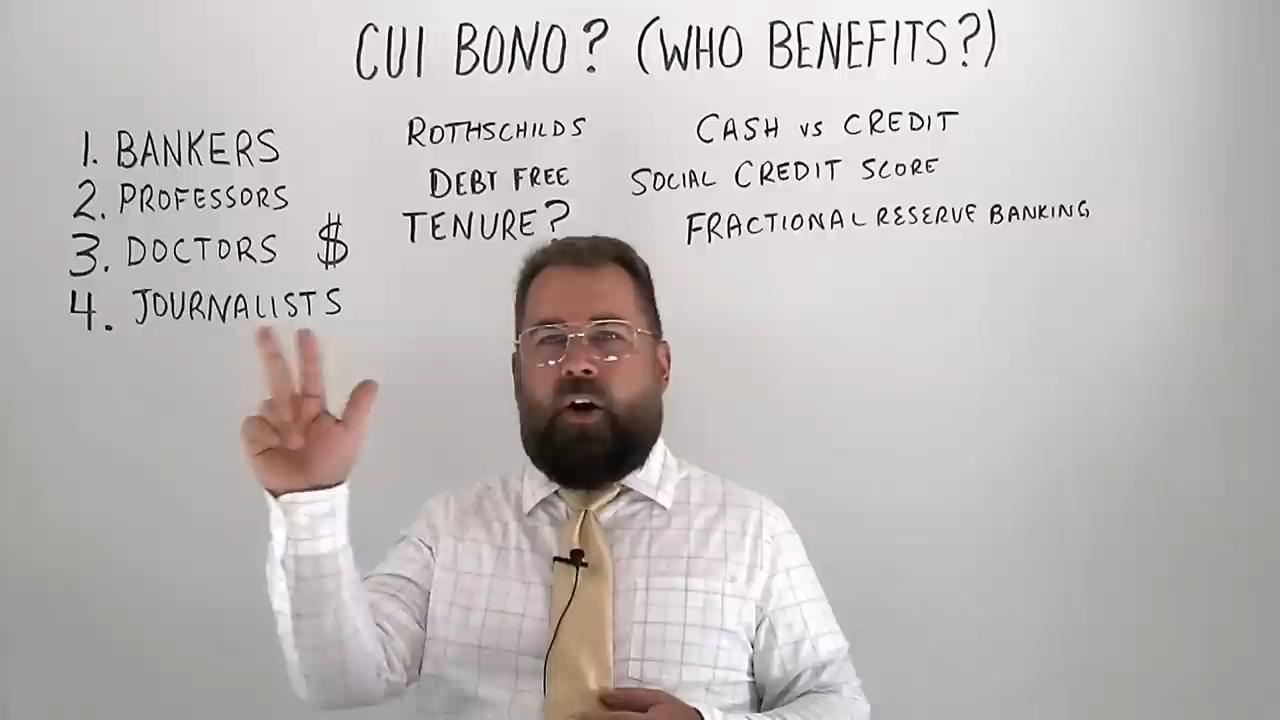 CUI BONO? (WHO BENEFITS?)
1. BANKERS
2. PROFESSORS
3. DOCTORS $
4. JOURNALISTS
ROTHSCHILDS
DEBT FREE
TENURE?
CASH VS CREDIT
SOCIAL CREDIT SCORE
FRACTIONAL RESERVE BANKING